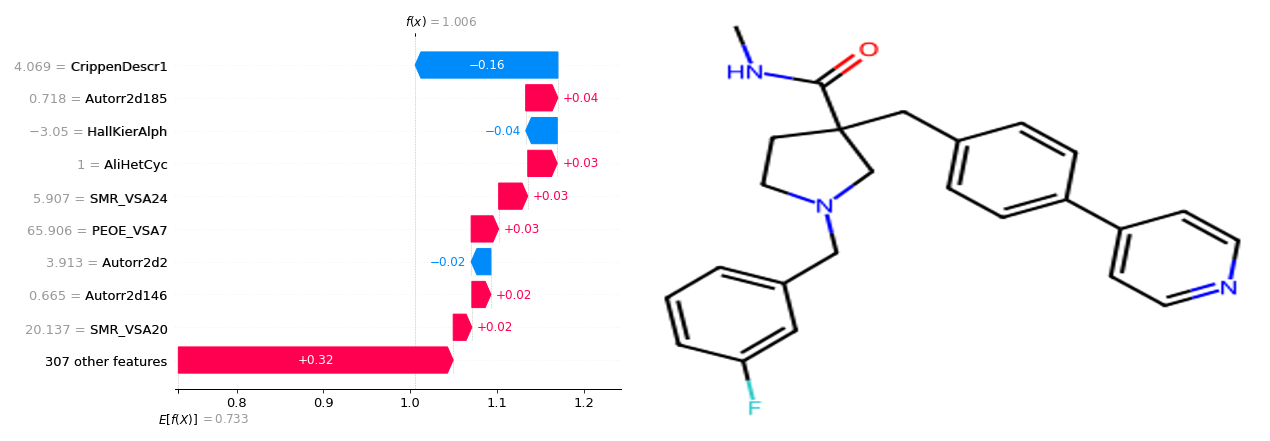 f(x) = 1.006
4.069 = CrippenDescr1 −0.16
0.718 = Autorr2d185 +0.04
−3.05 = HallKierAlph −0.04
1 = AliHetCyc +0.03
5.907 = SMR_VSA24 +0.03
65.906 = PEOE_VSA7 +0.03
3.913 = Autorr2d2 −0.02
0.665 = Autorr2d146 +0.02
20.137 = SMR_VSA20 +0.02
307 other features +0.32
0.8 0.9 1.0 1.1 1.2
E[f(X)] = 0.733
O
HN
N
N
F